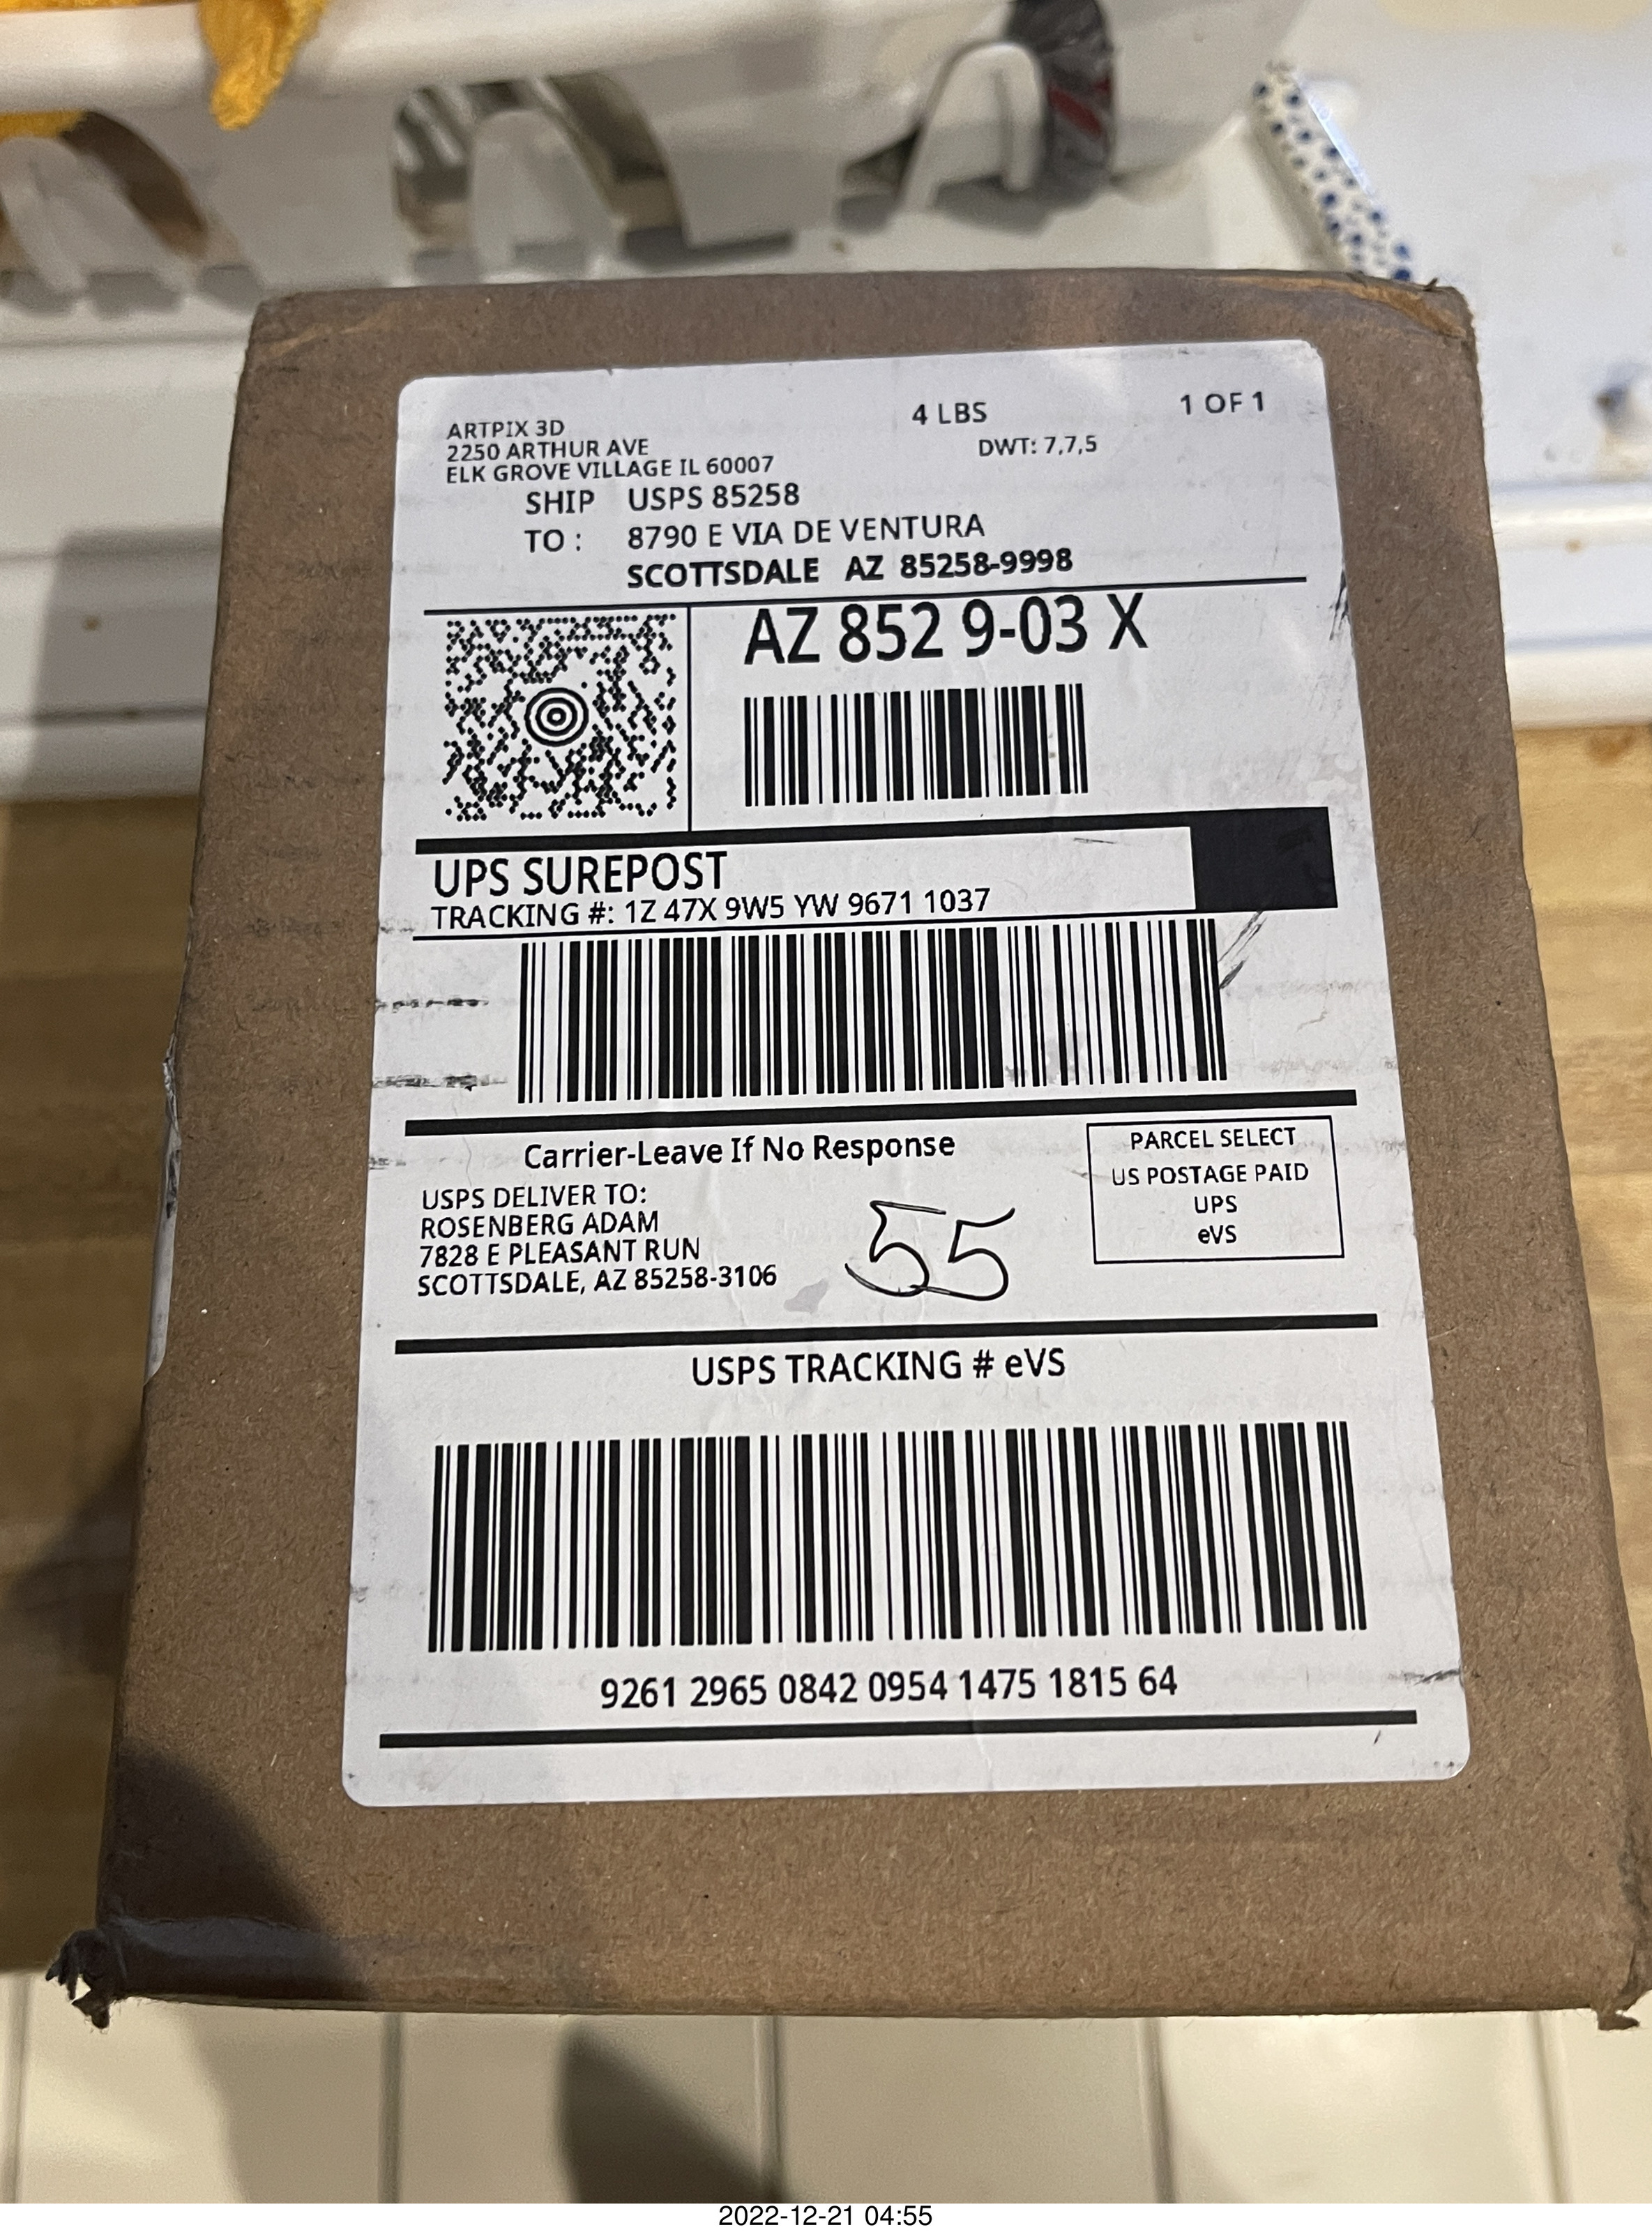 ARTPIX 3D
2250 ARTHUR AVE
ELK GROVE VILLAGE IL 60007
4 LBS
1 OF 1
DWT: 7,7,5
SHIP USPS 85258
TO : 8790 E VIA DE VENTURA
SCOTTSDALE AZ 85258-9998
AZ 852 9-03 X
UPS SUREPOST
TRACKING #: 1Z 47X 9W5 YW 9671 1037
Carrier-Leave If No Response
USPS DELIVER TO:
ROSENBERG ADAM
7828 E PLEASANT RUN
SCOTTSDALE, AZ 85258-3106
55
PARCEL SELECT
US POSTAGE PAID
UPS
eVS
USPS TRACKING # eVS
9261 2965 0842 0954 1475 1815 64
2022-12-21 04:55